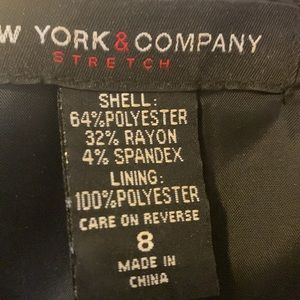 W YORK & COMPANY
STRETCH
SHELL:
64%POLYESTER
32% RAYON
4% SPANDEX
LINING:
100%POLYESTER
CARE ON REVERSE
8
MADE IN
CHINA